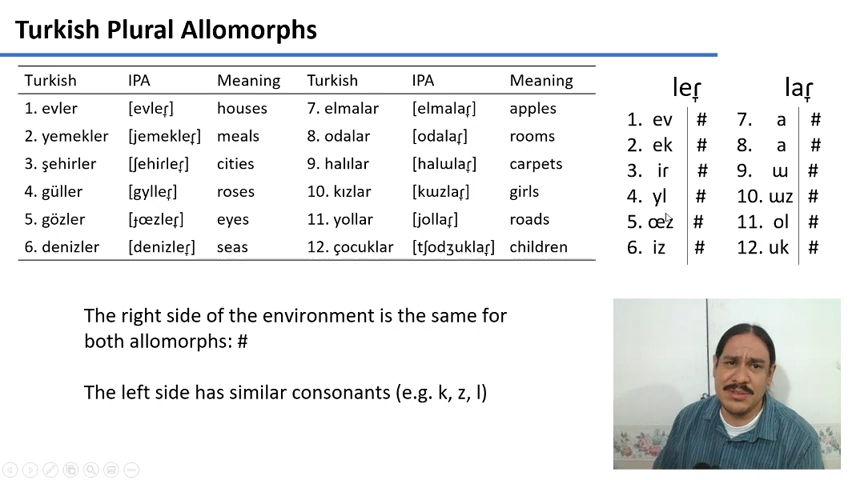 Turkish Plural Allomorphs
Turkish IPA Meaning Turkish IPA Meaning
1. evler [evleɾ̞̊] houses 7. elmalar [elmalaɾ̞̊] apples
2. yemekler [jemekleɾ̞̊] meals 8. odalar [odalaɾ̞̊] rooms
3. şehirler [ʃehiɾleɾ̞̊] cities 9. halılar [halɯlaɾ̞̊] carpets
4. güller [gylleɾ̞̊] roses 10. kızlar [kɯzlaɾ̞̊] girls
5. gözler [ɟœzleɾ̞̊] eyes 11. yollar [jollaɾ̞̊] roads
6. denizler [denizleɾ̞̊] seas 12. çocuklar [tʃodʒuklaɾ̞̊] children
leɾ̞̊ laɾ̞̊
1. ev # 7. a #
2. ek # 8. a #
3. iɾ # 9. ɯ #
4. yl # 10. ɯz #
5. œz # 11. ol #
6. iz # 12. uk #
The right side of the environment is the same for
both allomorphs: #
The left side has similar consonants (e.g. k, z, l)